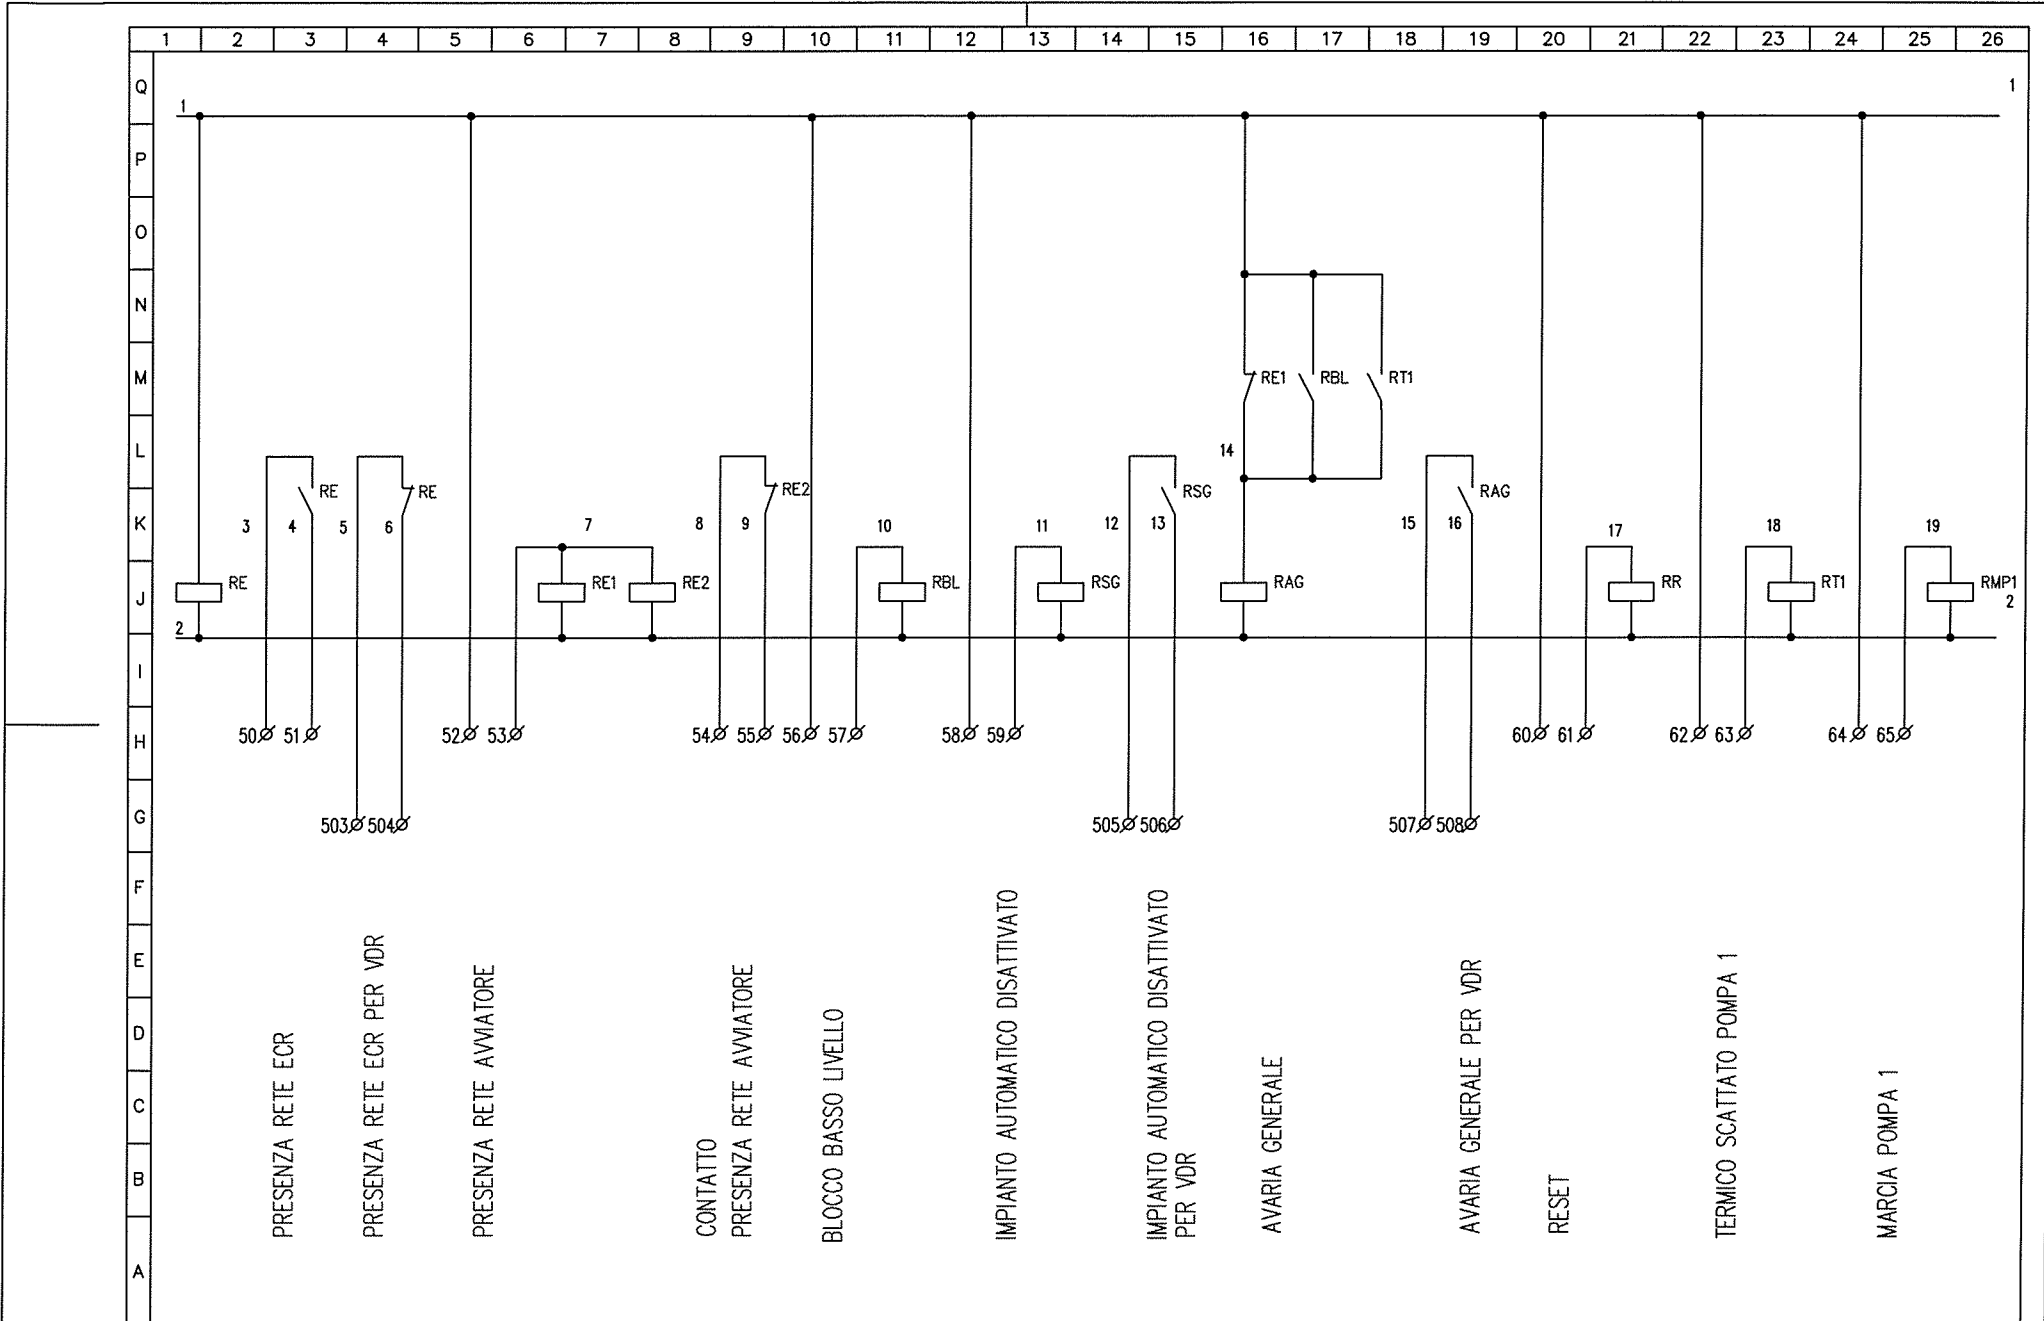 1 2 3 4 5 6 7 8 9 10 11 12 13 14 15 16 17 18 19 20 21 22 23 24 25 26
Q 1
1
P
O
N
M RE1 RBL RT1
L 14
RE RE RE2 RSG RAG
K 3 4 5 6 7 8 9 10 11 12 13 15 16 17 18 19
J RE RE1 RE2 RBL RSG RAG RR RT1 RMP1
2
2
I
H 50 51 52 53 54 55 56 57 58 59 60 61 62 63 64 65
G 503 504 505 506 507 508
F
E
D
C
B
A
PRESENZA RETE ECR
PRESENZA RETE ECR PER VDR
PRESENZA RETE AVVIATORE
CONTATTO
PRESENZA RETE AVVIATORE
BLOCCO BASSO LIVELLO
IMPIANTO AUTOMATICO DISATTIVATO
IMPIANTO AUTOMATICO DISATTIVATO
PER VDR
AVARIA GENERALE
AVARIA GENERALE PER VDR
RESET
TERMICO SCATTATO POMPA 1
MARCIA POMPA 1